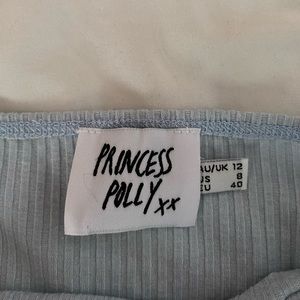 PRINCESS
POLLY xx
AU/UK 12
US 8
EU 40